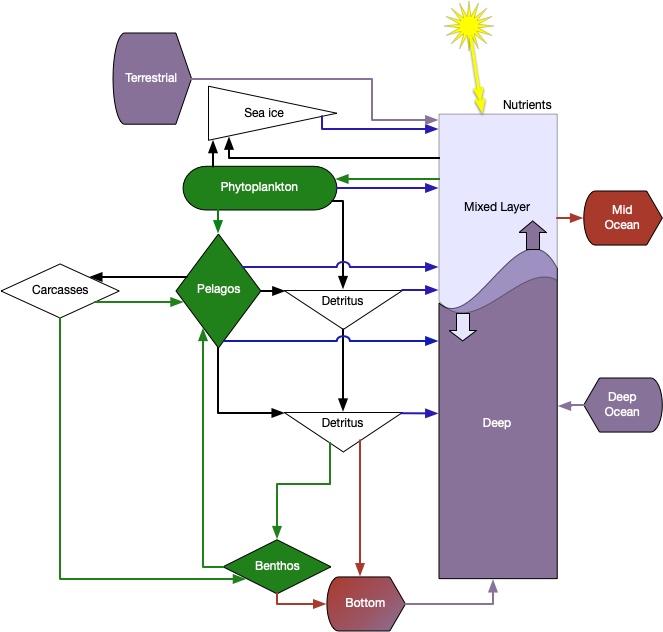 Nutrients
Terrestrial
Sea ice
Phytoplankton
Mixed Layer
Mid
Ocean
Carcasses
Pelagos
Detritus
Deep
Ocean
Detritus
Deep
Benthos
Bottom